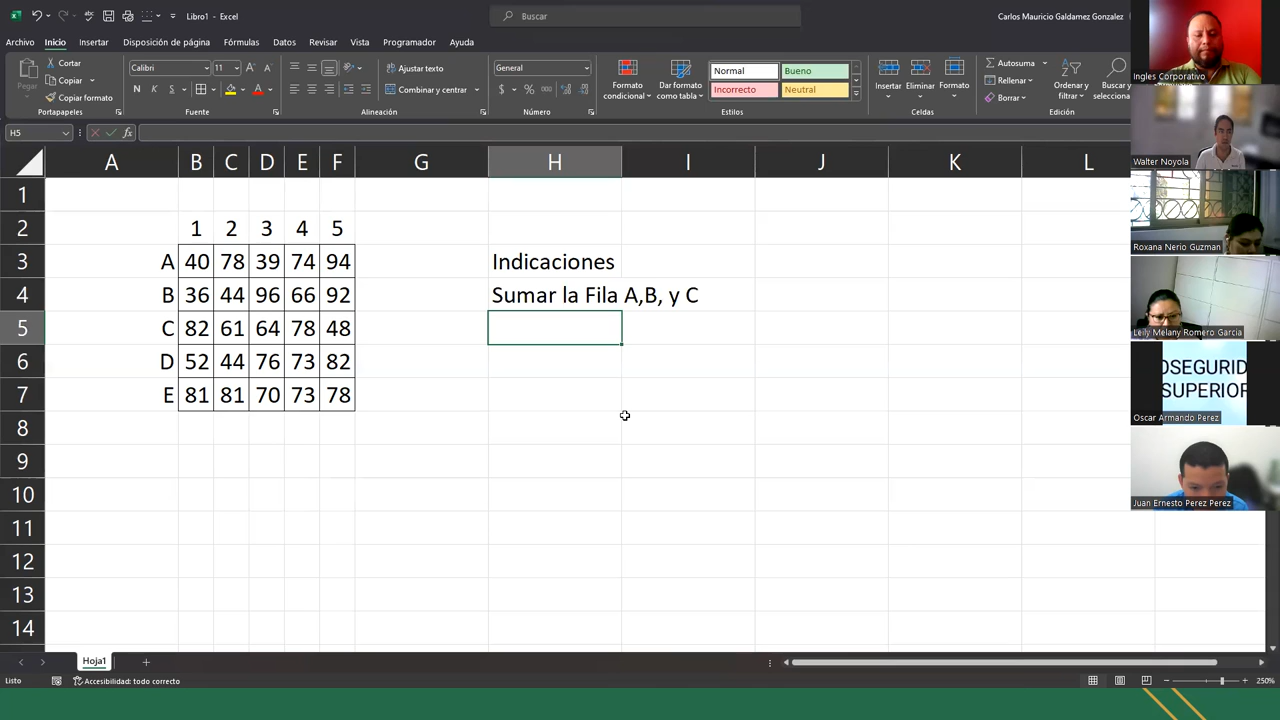 Libro1 - Excel
Buscar
Carlos Mauricio Galdamez Gonzalez
Archivo Inicio Insertar Disposición de página Fórmulas Datos Revisar Vista Programador Ayuda
Pegar
Cortar
Copiar
Copiar formato
Portapapeles
Calibri 11
N K S
Fuente
Ajustar texto
Combinar y centrar
Alineación
General
Número
Formato condicional
Dar formato como tabla
Normal Bueno
Incorrecto Neutral
Estilos
Insertar Eliminar Formato
Celdas
Autosuma
Rellenar
Borrar
Ordenar y filtrar
Buscar y selecciona
Edición
H5
fx
A B C D E F G H I J K L
1
2 1 2 3 4 5
3 A 40 78 39 74 94 Indicaciones
4 B 36 44 96 66 92 Sumar la Fila A,B, y C
5 C 82 61 64 78 48
6 D 52 44 76 73 82
7 E 81 81 70 73 78
8
9
10
11
12
13
14
Hoja1
Listo
Accesibilidad: todo correcto
250%
Ingles Corporativo
Walter Noyola
Roxana Nerio Guzman
Leily Melany Romero Garcia
OSEGURID
SUPERIOR
Oscar Armando Perez
Juan Ernesto Perez Perez